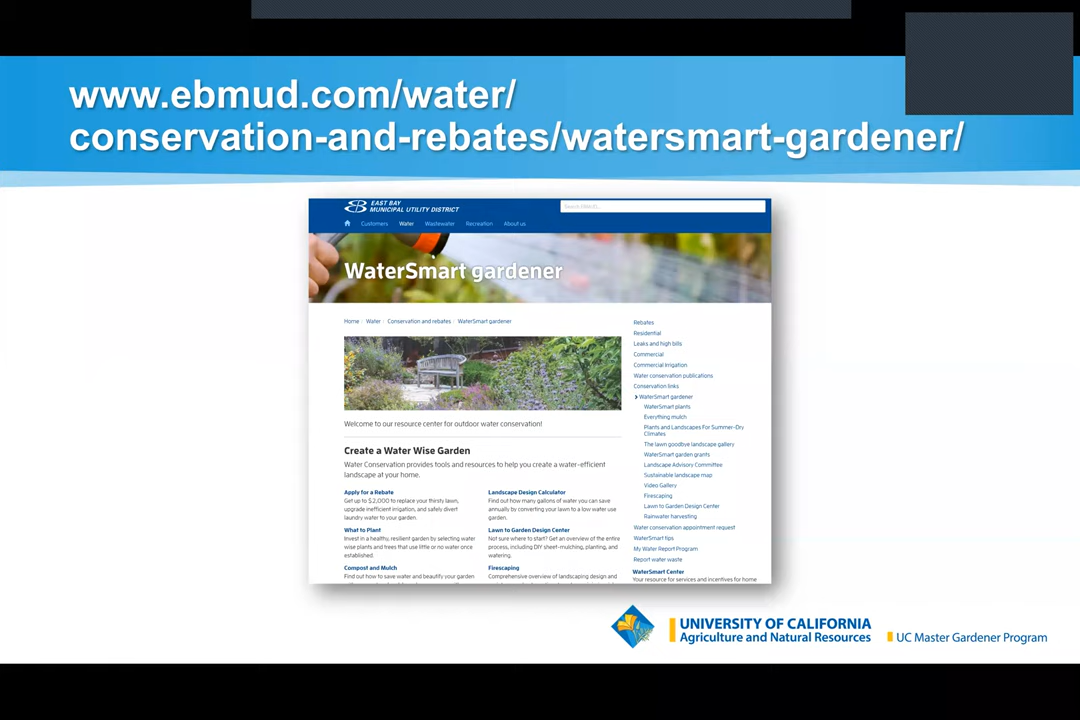 www.ebmud.com/water/
conservation-and-rebates/watersmart-gardener/
EAST BAY
MUNICIPAL UTILITY DISTRICT
Search EBMUD...
Customers Water Wastewater Recreation About us
WaterSmart gardener
Home / Water / Conservation and rebates / WaterSmart gardener
Welcome to our resource center for outdoor water conservation!
Create a Water Wise Garden
Water Conservation provides tools and resources to help you create a water-efficient
landscape at your home.
Apply for a Rebate
Get up to $2,000 to replace your thirsty lawn,
upgrade inefficient irrigation, and safely divert
laundry water to your garden.
What to Plant
Invest in a healthy, resilient garden by selecting water
wise plants and trees that use little or no water once
established.
Compost and Mulch
Find out how to save water and beautify your garden
Landscape Design Calculator
Find out how many gallons of water you can save
annually by converting your lawn to a low water use
garden.
Lawn to Garden Design Center
Not sure where to start? Get an overview of the entire
process, including DIY sheet-mulching, planting, and
watering.
Firescaping
Comprehensive overview of landscaping design and
Rebates
Residential
Leaks and high bills
Commercial
Commercial Irrigation
Water conservation publications
Conservation links
WaterSmart gardener
WaterSmart plants
Everything mulch
Plants and Landscapes For Summer-Dry
Climates
The lawn goodbye landscape gallery
WaterSmart garden grants
Landscape Advisory Committee
Sustainable landscape map
Video Gallery
Firescaping
Lawn to Garden Design Center
Rainwater harvesting
Water conservation appointment request
WaterSmart tips
My Water Report Program
Report water waste
WaterSmart Center
Your resource for services and incentives for home
UNIVERSITY OF CALIFORNIA
Agriculture and Natural Resources
UC Master Gardener Program